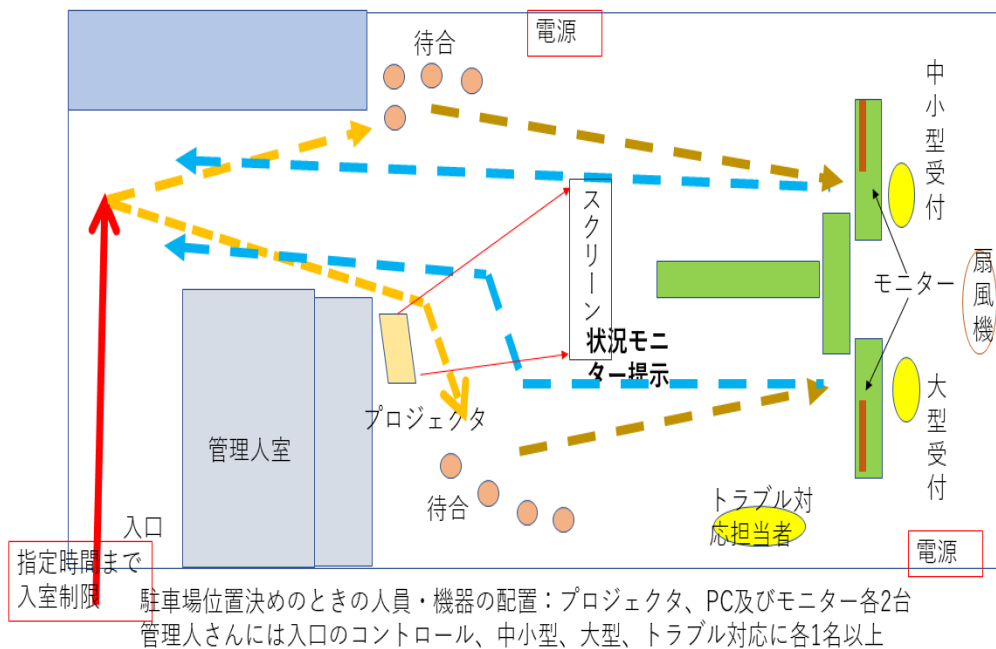 電源
待合
中小型受付
スクリーン
扇風機
モニター
状況モニ
ター提示
プロジェクタ
大型受付
管理人室
待合
トラブル対
応担当者
入口
電源
指定時間まで
入室制限
駐車場位置決めのときの人員・機器の配置：プロジェクタ、PC及びモニター各2台
管理人さんには入口のコントロール、中小型、大型、トラブル対応に各1名以上